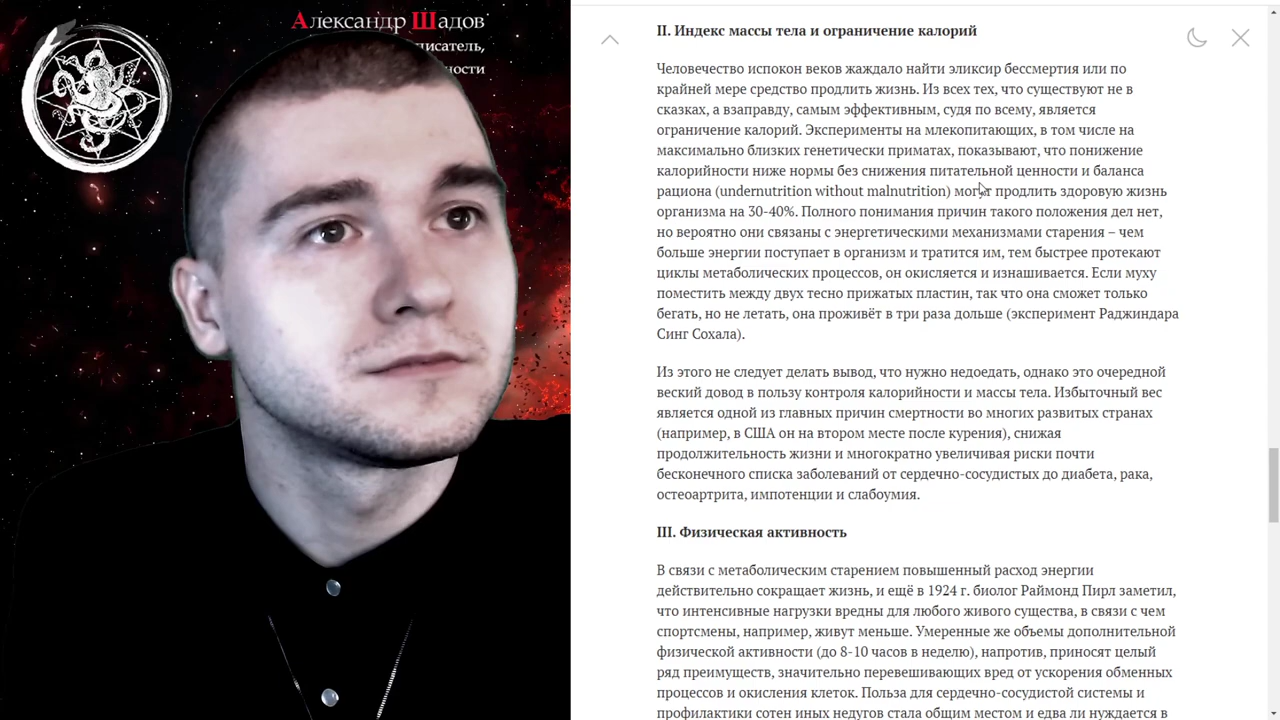 Александр Шадов
писатель,
ности
II. Индекс массы тела и ограничение калорий
Человечество испокон веков жаждало найти эликсир бессмертия или по
крайней мере средство продлить жизнь. Из всех тех, что существуют не в
сказках, а взаправду, самым эффективным, судя по всему, является
ограничение калорий. Эксперименты на млекопитающих, в том числе на
максимально близких генетически приматах, показывают, что понижение
калорийности ниже нормы без снижения питательной ценности и баланса
рациона (undernutrition without malnutrition) могут продлить здоровую жизнь
организма на 30-40%. Полного понимания причин такого положения дел нет,
но вероятно они связаны с энергетическими механизмами старения – чем
больше энергии поступает в организм и тратится им, тем быстрее протекают
циклы метаболических процессов, он окисляется и изнашивается. Если муху
поместить между двух тесно прижатых пластин, так что она сможет только
бегать, но не летать, она проживёт в три раза дольше (эксперимент Раджиндара
Синг Сохала).
Из этого не следует делать вывод, что нужно недоедать, однако это очередной
веский довод в пользу контроля калорийности и массы тела. Избыточный вес
является одной из главных причин смертности во многих развитых странах
(например, в США он на втором месте после курения), снижая
продолжительность жизни и многократно увеличивая риски почти
бесконечного списка заболеваний от сердечно-сосудистых до диабета, рака,
остеоартрита, импотенции и слабоумия.
III. Физическая активность
В связи с метаболическим старением повышенный расход энергии
действительно сокращает жизнь, и ещё в 1924 г. биолог Раймонд Пирл заметил,
что интенсивные нагрузки вредны для любого живого существа, в связи с чем
спортсмены, например, живут меньше. Умеренные же объемы дополнительной
физической активности (до 8-10 часов в неделю), напротив, приносят целый
ряд преимуществ, значительно перевешивающих вред от ускорения обменных
процессов и окисления клеток. Польза для сердечно-сосудистой системы и
профилактики сотен иных недугов стала общим местом и едва ли нуждается в